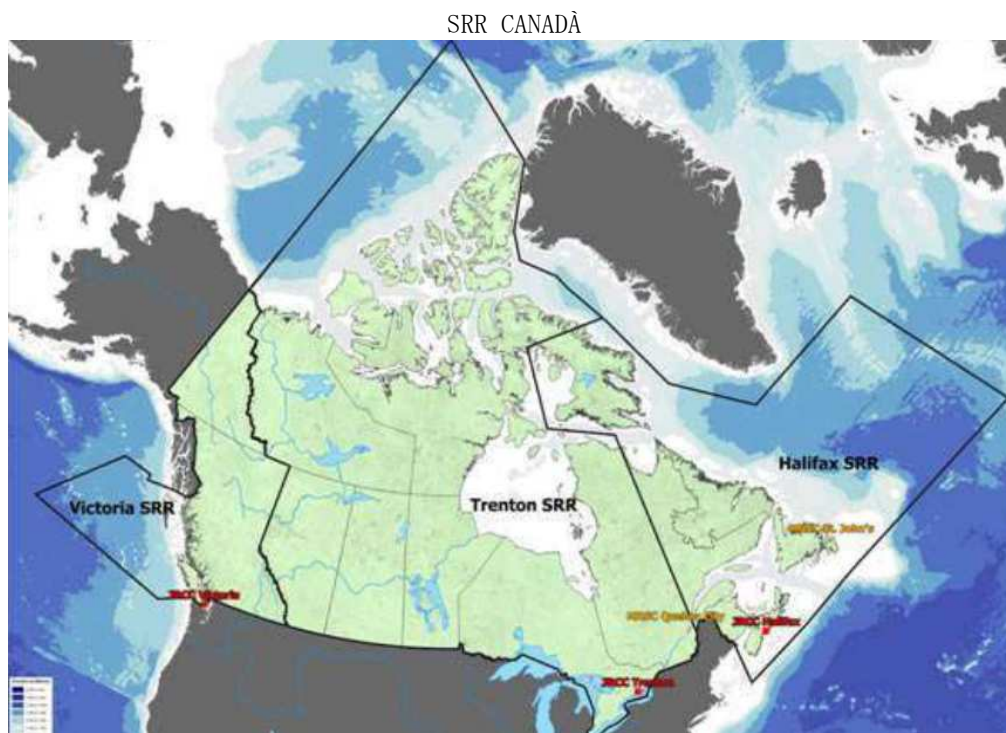 SRR CANADÀ
Halifax SRR
Victoria SRR
Trenton SRR
MRSC St. John's
JRCC Victoria
MRSC Quebec City
JRCC Halifax
JRCC Trenton